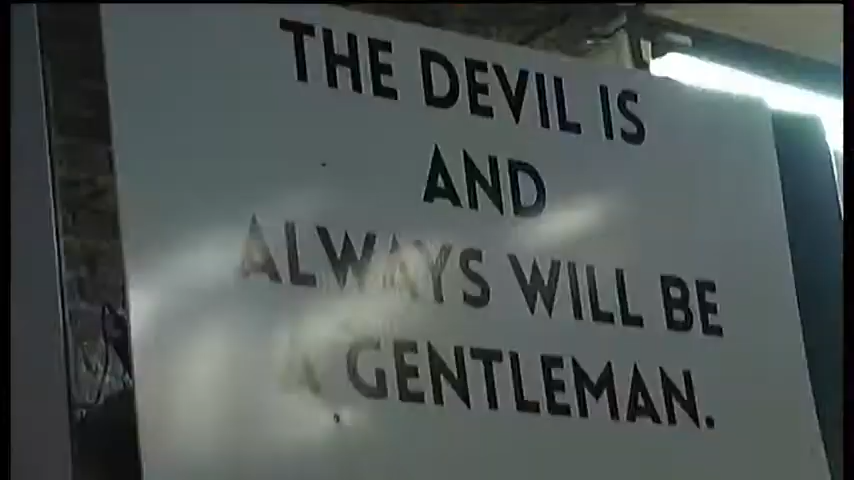 THE DEVIL IS
AND
ALWAYS WILL BE
A GENTLEMAN.